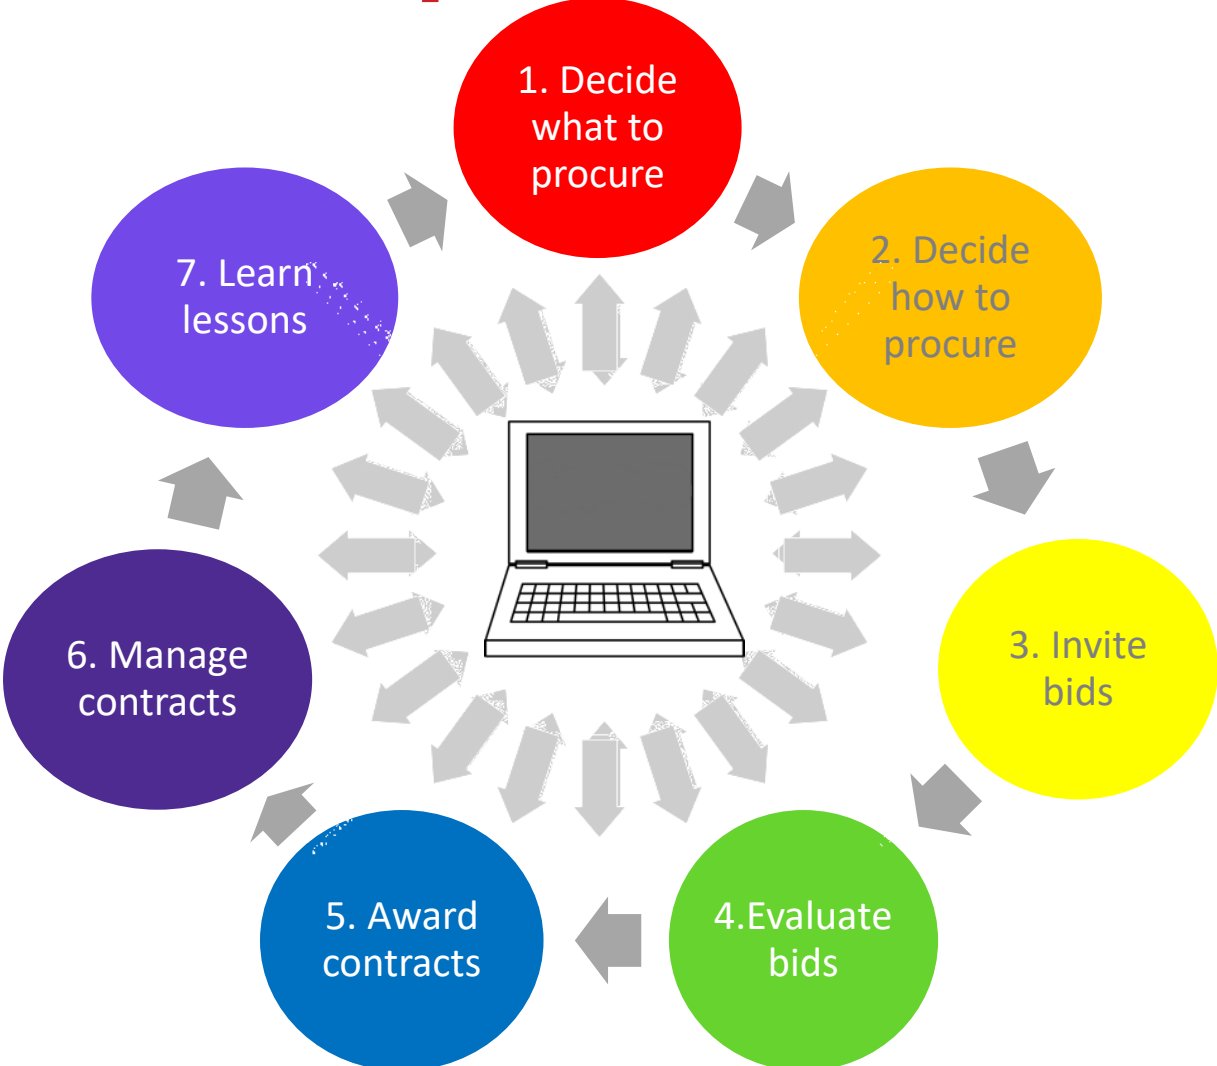 1. Decide
what to
procure
2. Decide
how to
procure
3. Invite
bids
4.Evaluate
bids
5. Award
contracts
6. Manage
contracts
7. Learn
lessons